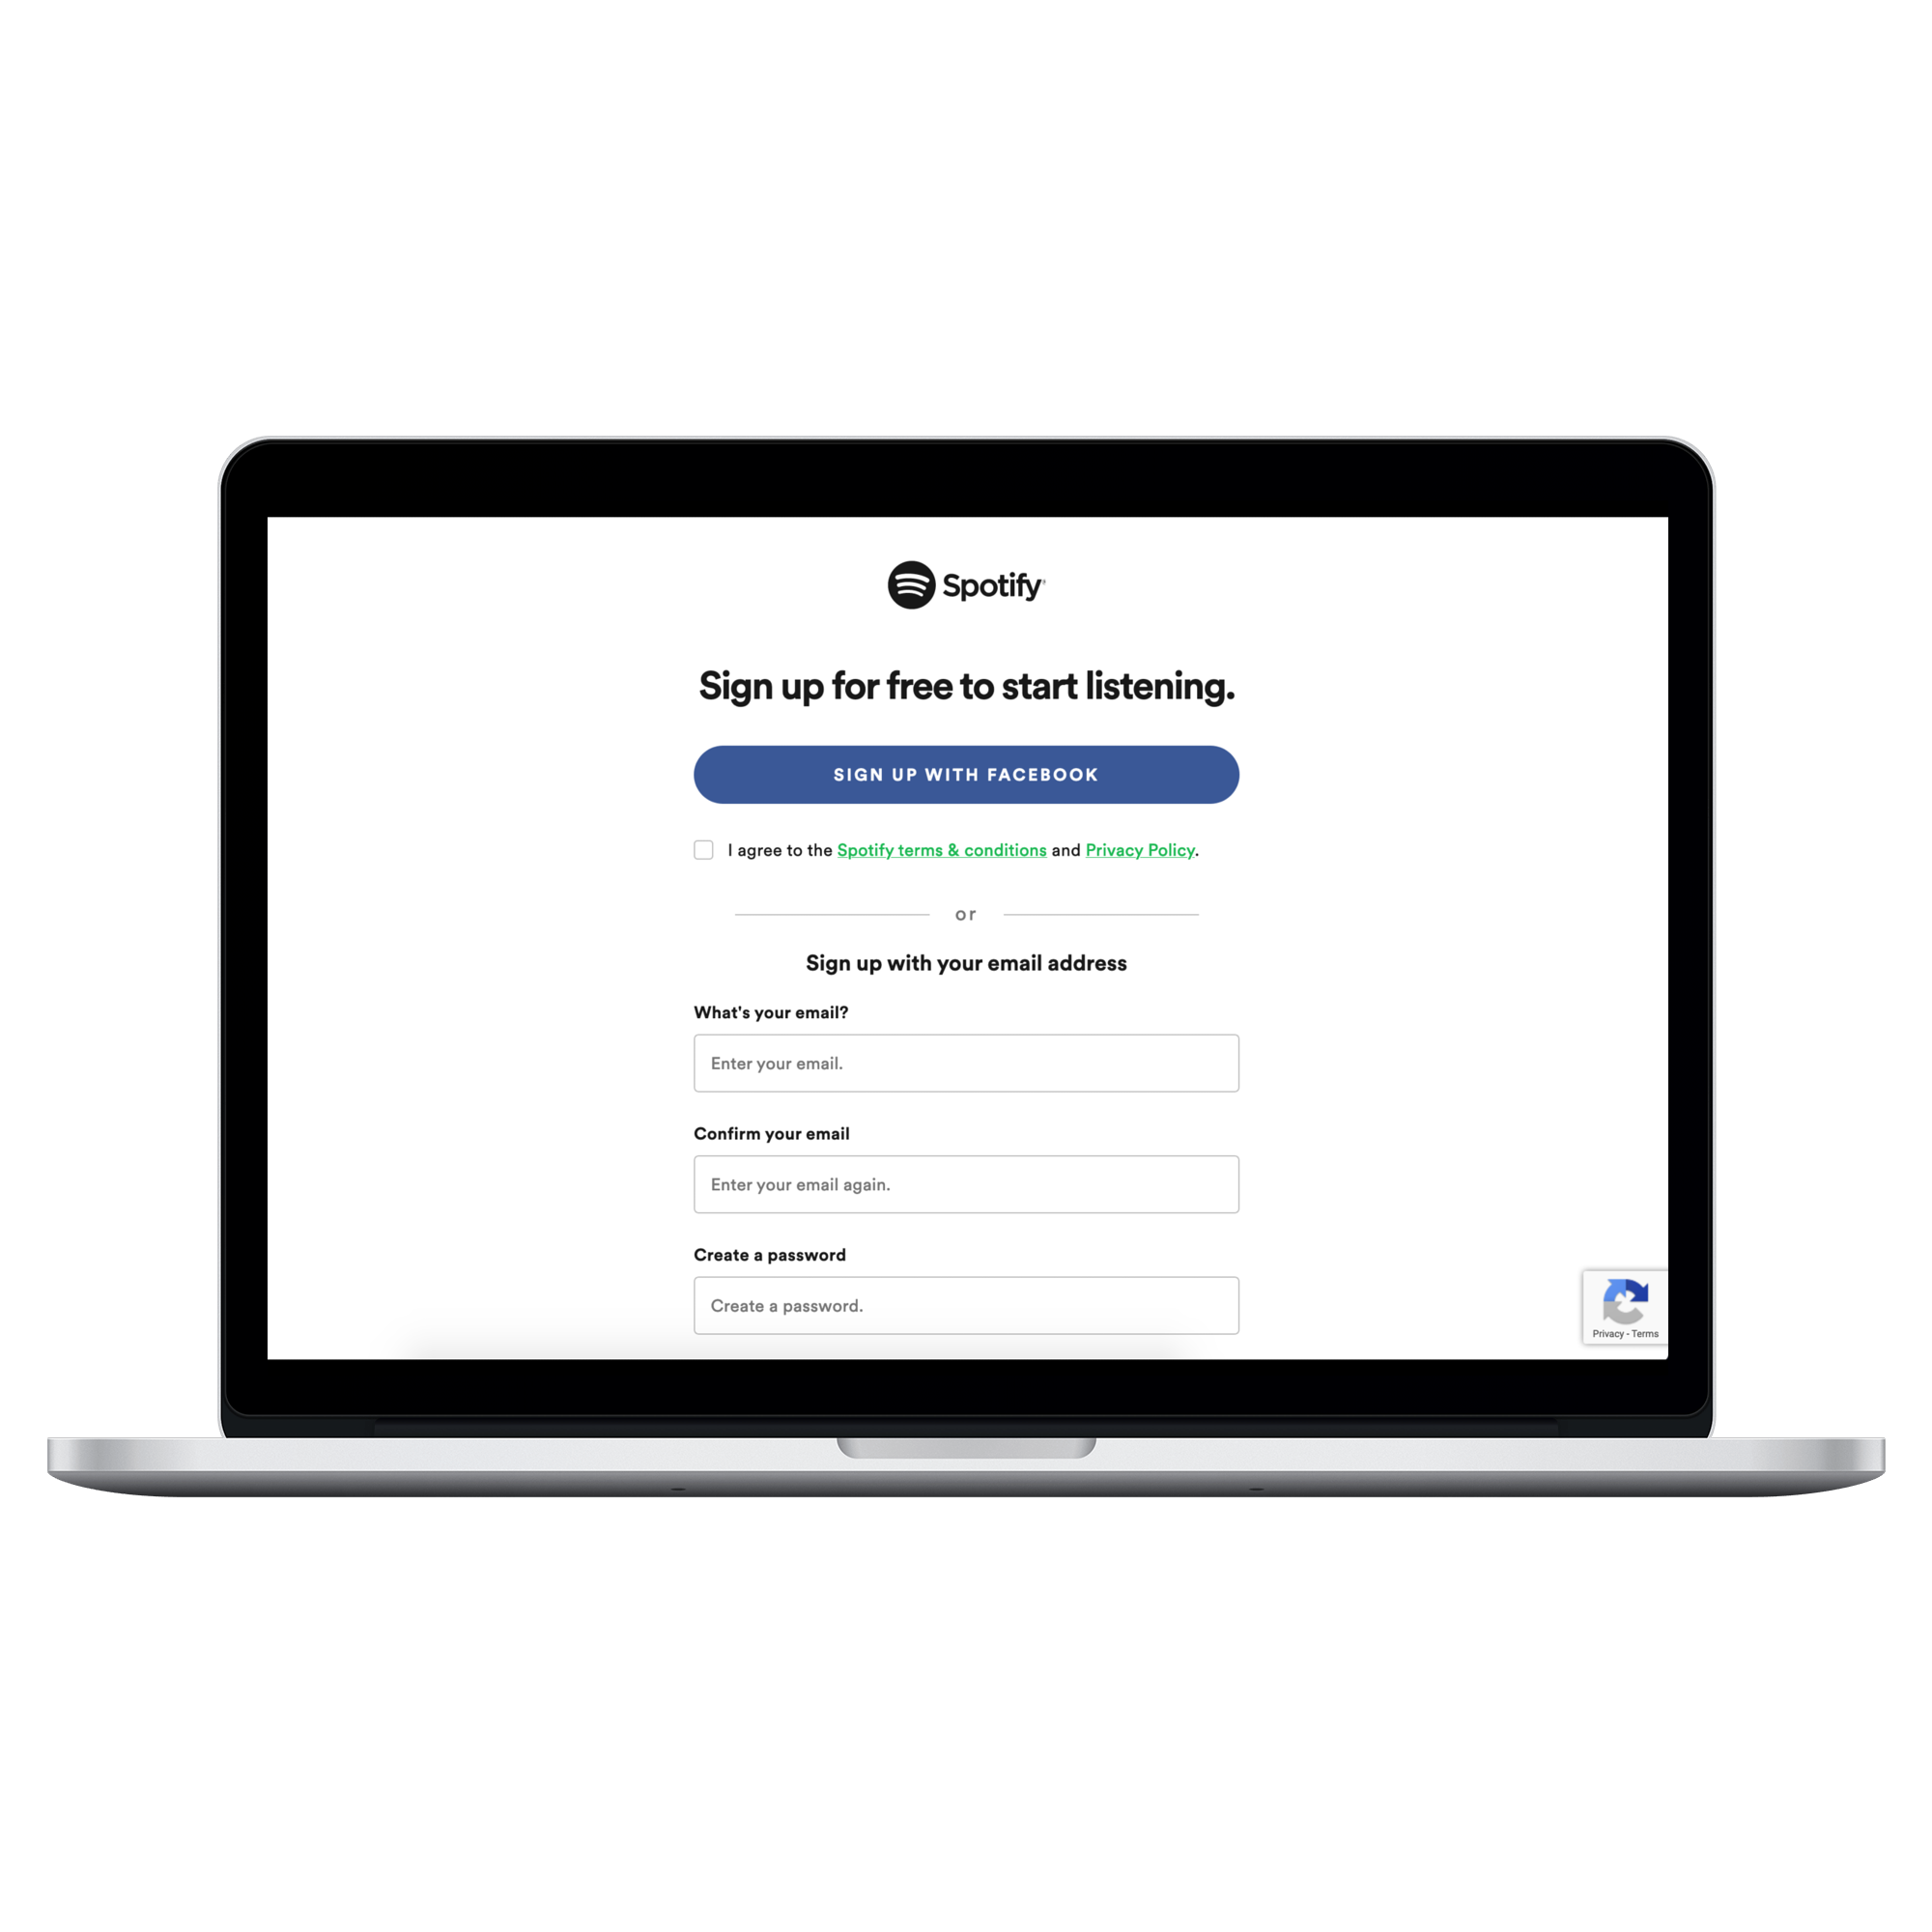 Spotify
Sign up for free to start listening.
SIGN UP WITH FACEBOOK
I agree to the Spotify terms & conditions and Privacy Policy.
or
Sign up with your email address
What's your email?
Enter your email.
Confirm your email
Enter your email again.
Create a password
Create a password.
Privacy - Terms